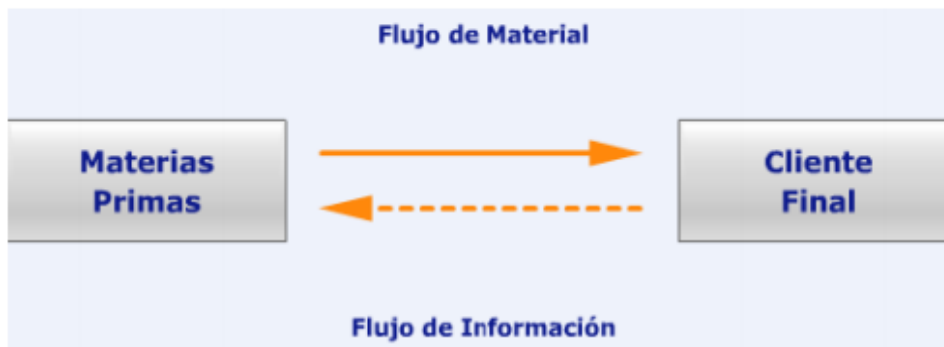 Flujo de Material
Materias
Primas
Cliente
Final
Flujo de Información